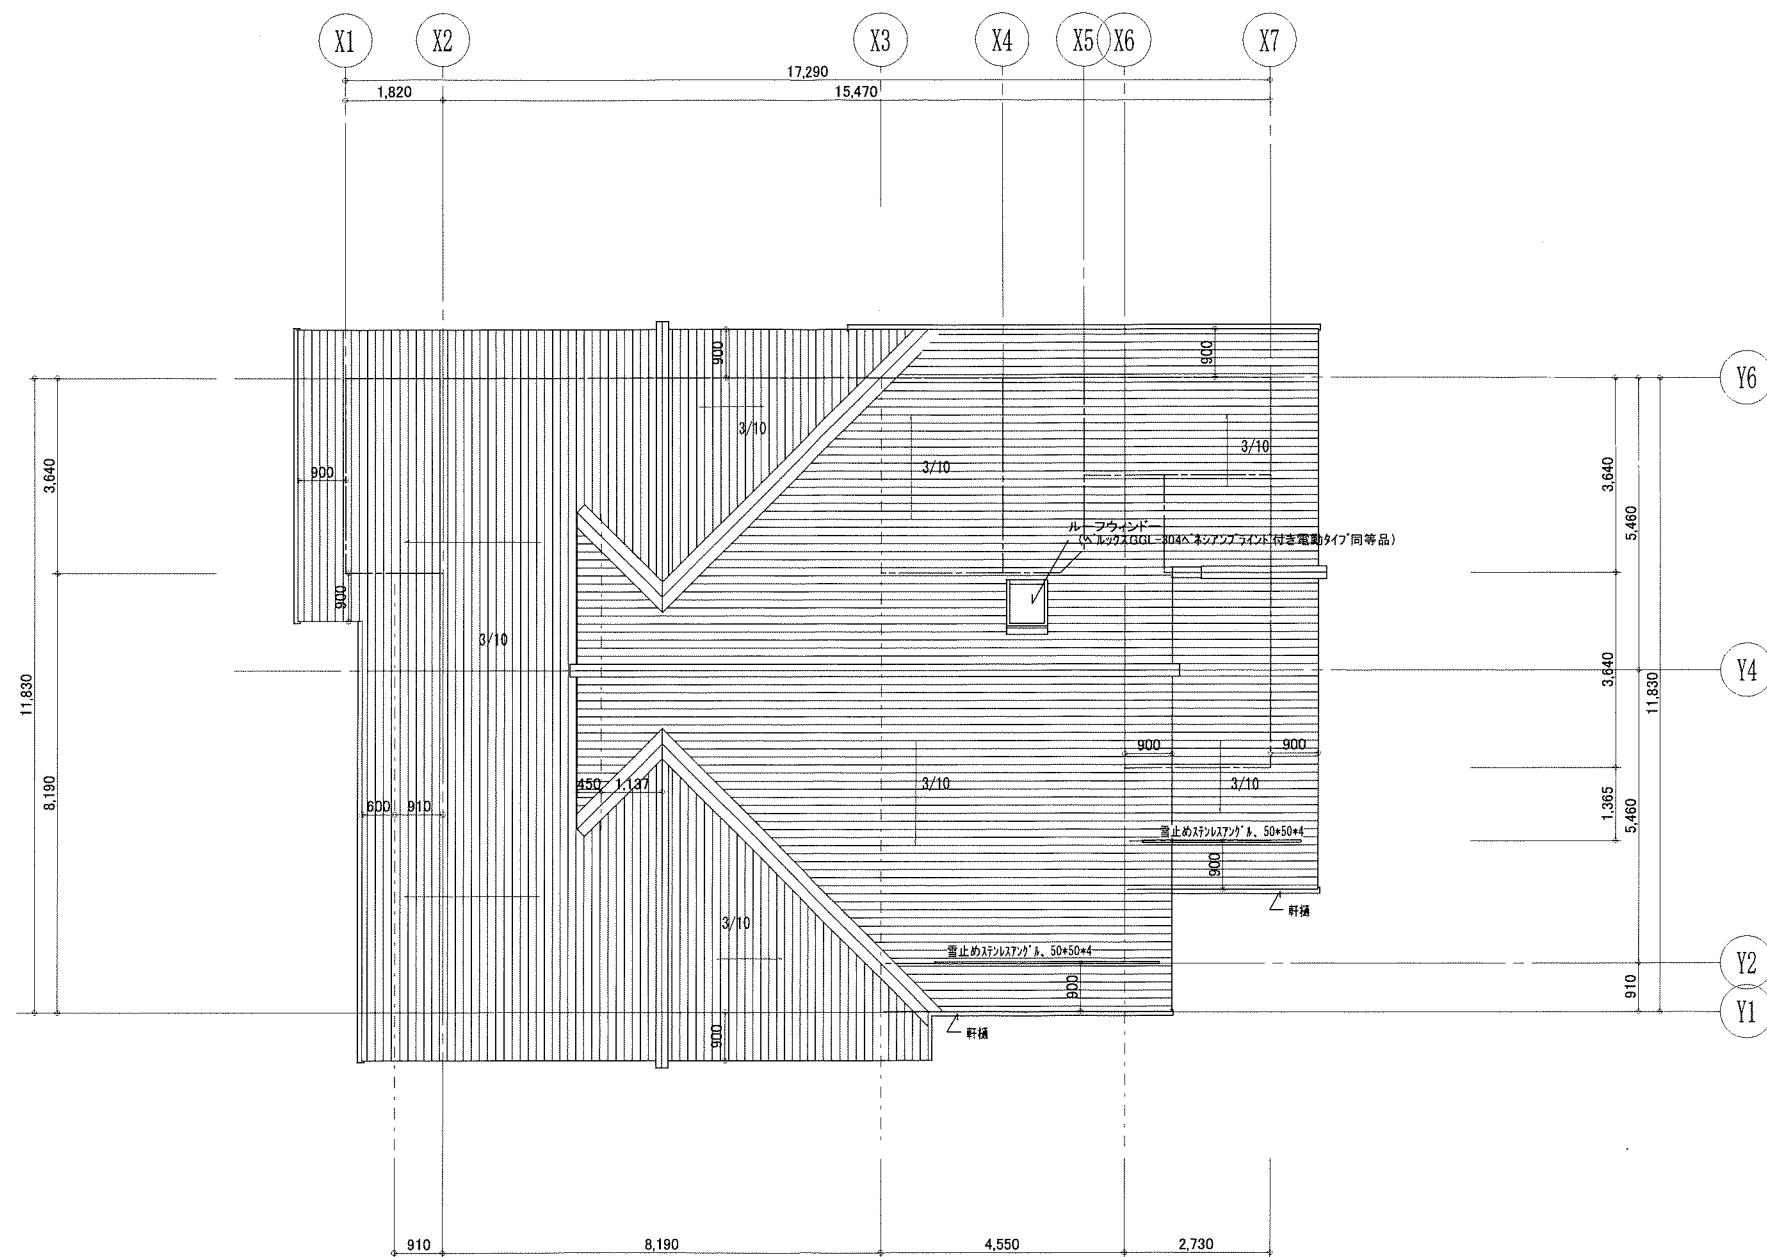 X1
X2
X3
X4
X5
X6
X7
17,290
1,820
15,470
900
900
Y6
3/10
3/10
3/10
3,640
900
3,640
5,460
ルーフウィンドー
(ベルックスGGL-304ベネシアンブラインド付き電動タイプ同等品)
900
3/10
11,830
3,640
11,830
Y4
900
900
450
1,137
3/10
3/10
8,190
600
910
1,365
5,460
雪止めステンレスアングル、50*50*4
900
軒樋
3/10
雪止めステンレスアングル、50*50*4
Y2
900
910
Y1
900
軒樋
910
8,190
4,550
2,730